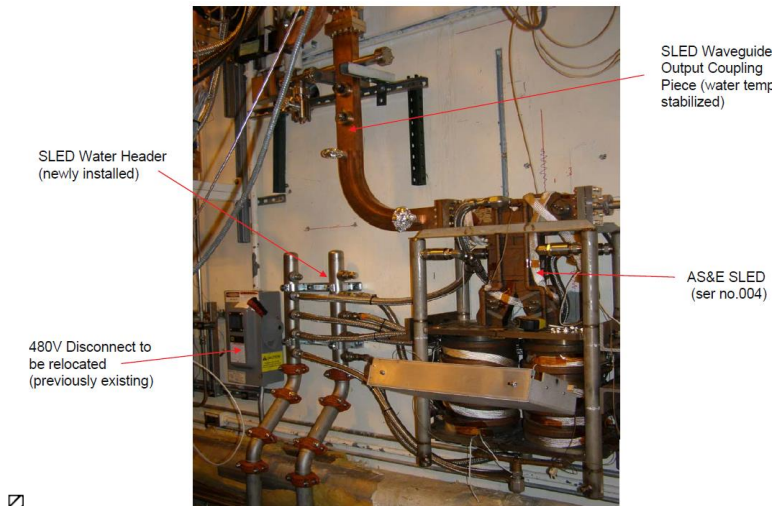 SLED Waveguide
Output Coupling
Piece (water temp
stabilized)
SLED Water Header
(newly installed)
AS&E SLED
(ser no.004)
480V Disconnect to
be relocated
(previously existing)